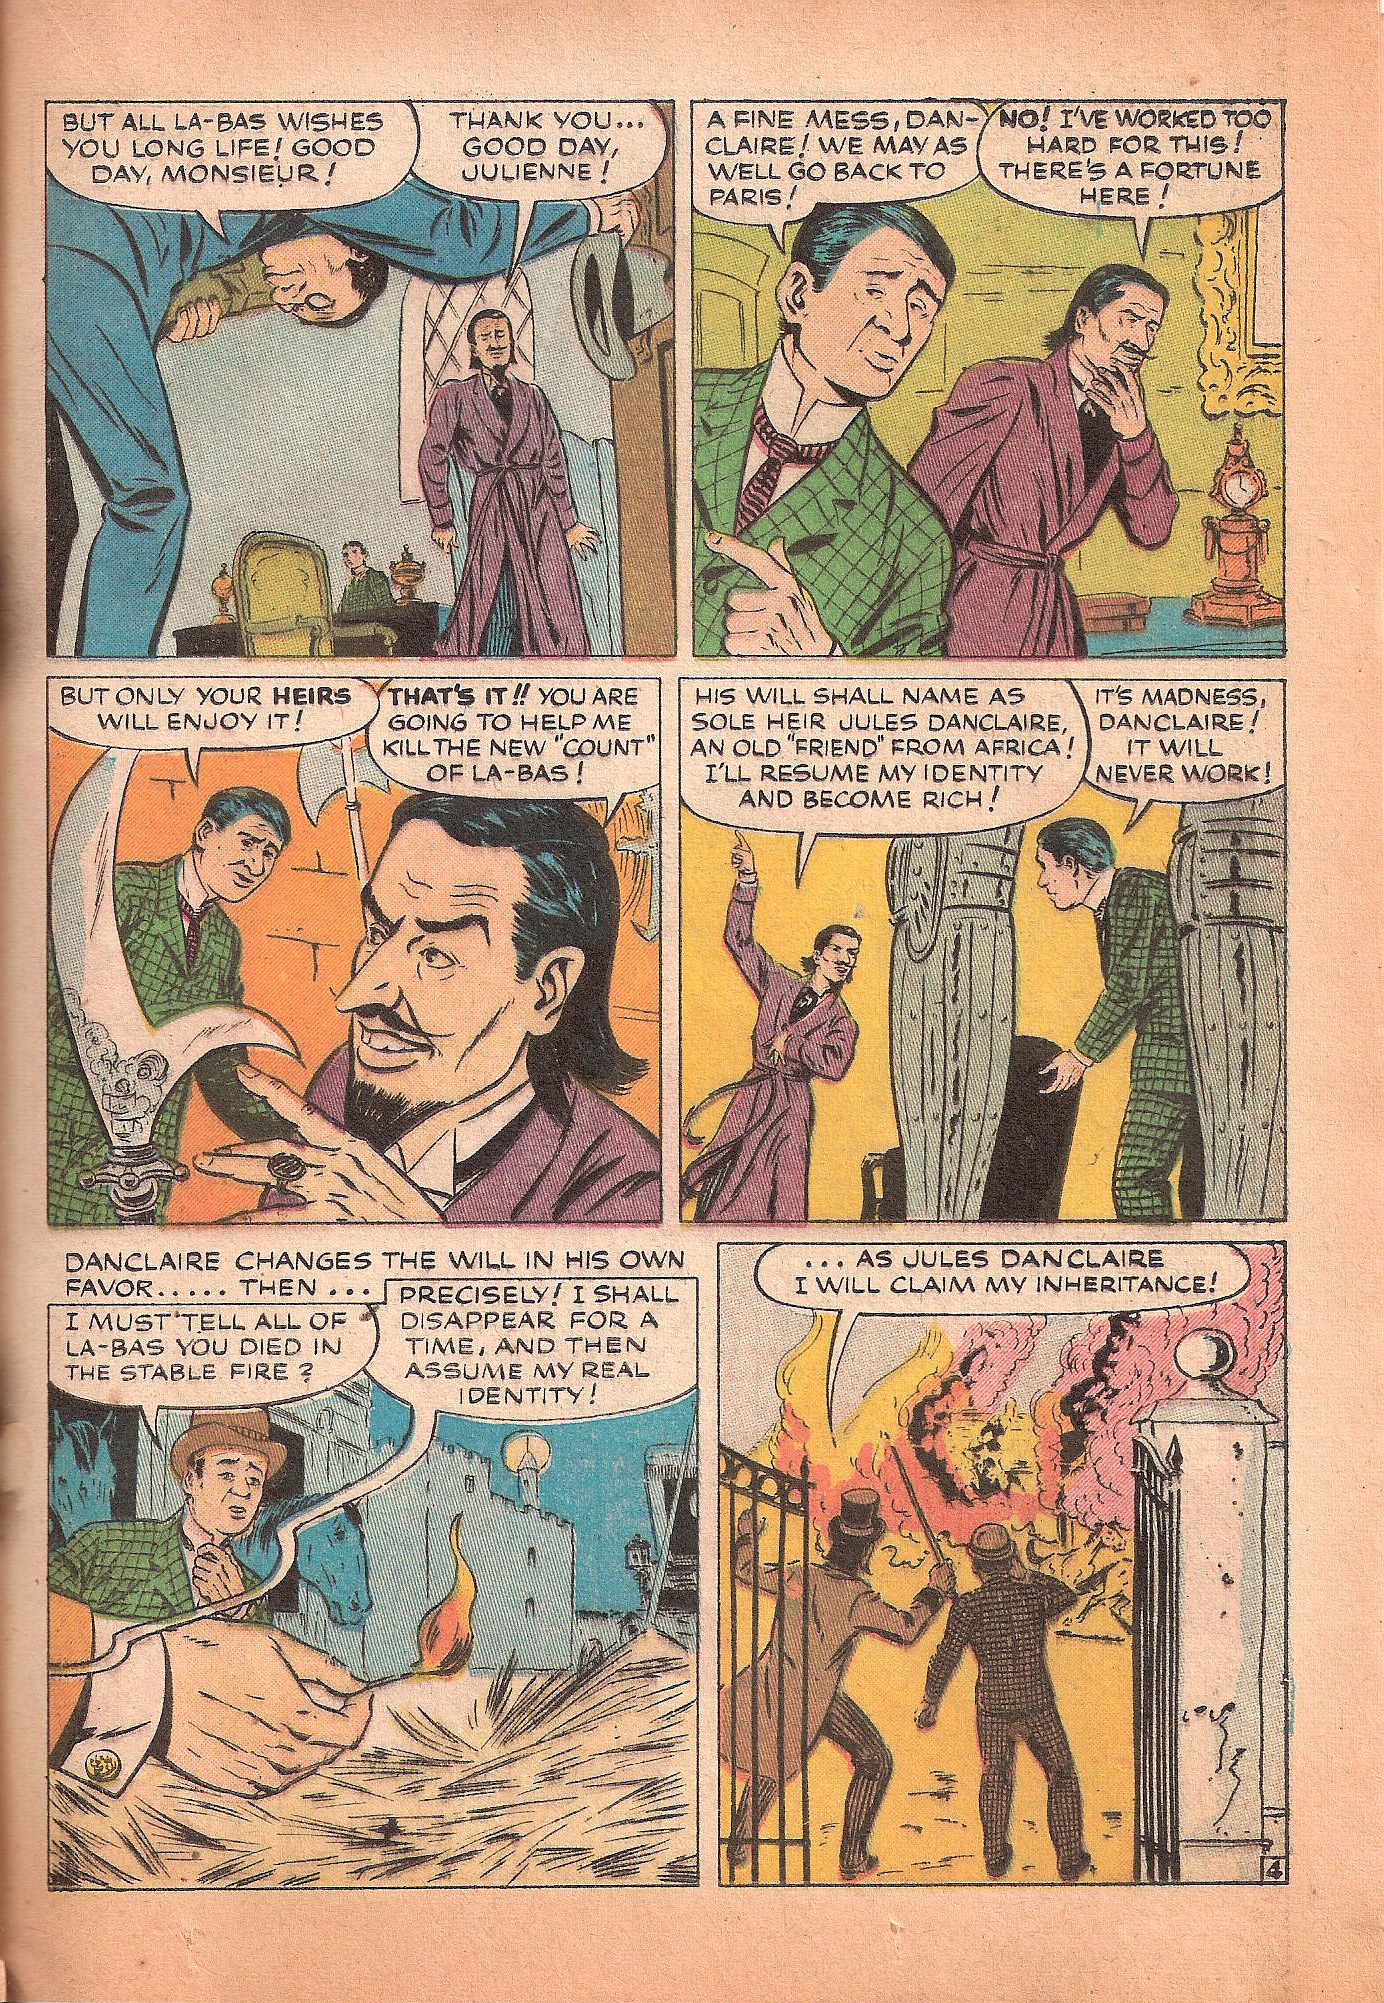 BUT ALL LA-BAS WISHES
YOU LONG LIFE! GOOD
DAY, MONSIEUR!
THANK YOU...
GOOD DAY,
JULIENNE!
A FINE MESS, DAN-
CLAIRE! WE MAY AS
WELL GO BACK TO
PARIS!
NO! I'VE WORKED TOO
HARD FOR THIS!
THERE'S A FORTUNE
HERE!
BUT ONLY YOUR HEIRS
WILL ENJOY IT!
THAT'S IT!! YOU ARE
GOING TO HELP ME
KILL THE NEW "COUNT"
OF LA-BAS!
HIS WILL SHALL NAME AS
SOLE HEIR JULES DANCLAIRE,
AN OLD "FRIEND" FROM AFRICA!
I'LL RESUME MY IDENTITY
AND BECOME RICH!
IT'S MADNESS,
DANCLAIRE!
IT WILL
NEVER WORK!
DANCLAIRE CHANGES THE WILL IN HIS OWN
FAVOR..... THEN ...
I MUST TELL ALL OF
LA-BAS YOU DIED IN
THE STABLE FIRE?
PRECISELY! I SHALL
DISAPPEAR FOR A
TIME, AND THEN
ASSUME MY REAL
IDENTITY!
... AS JULES DANCLAIRE
I WILL CLAIM MY INHERITANCE!
4